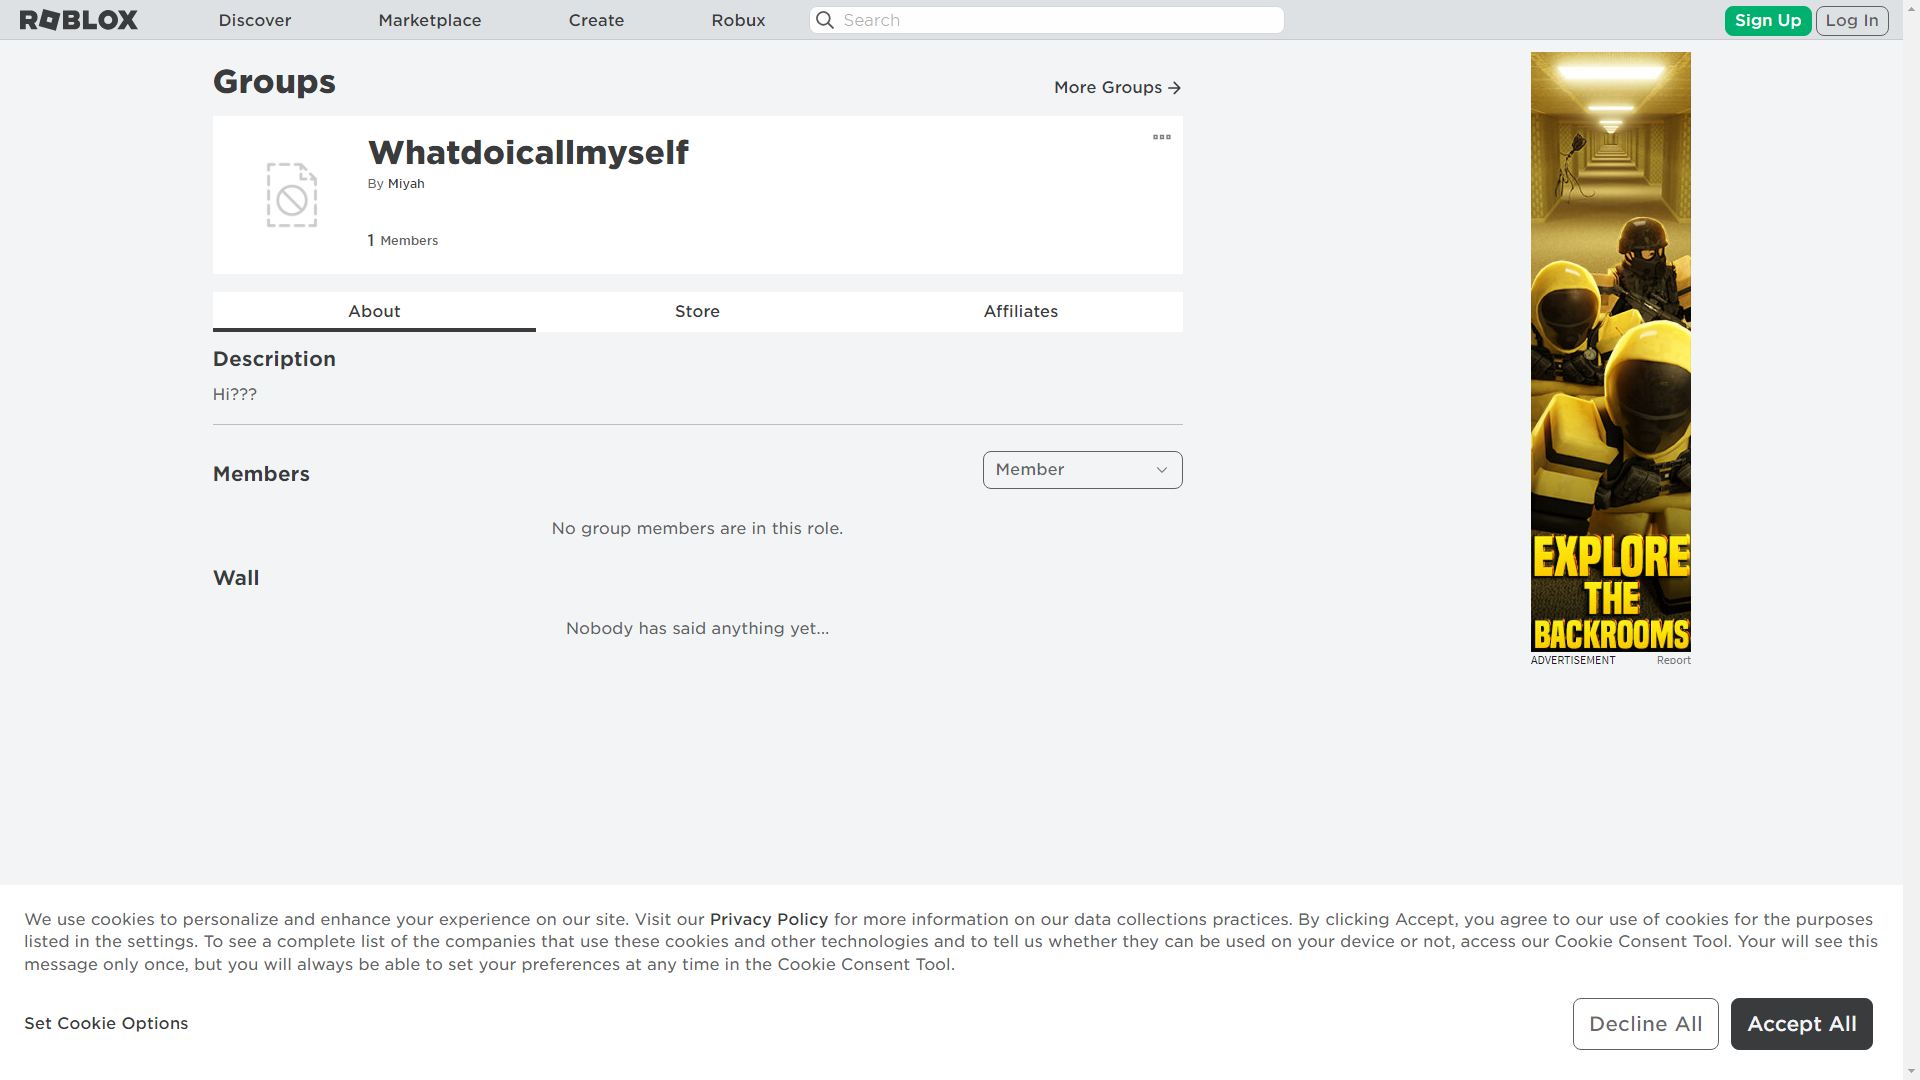 ROBLOX Discover Marketplace Create Robux Search Sign Up Log In
Groups
More Groups
Whatdoicallmyself
By Miyah
1 Members
About Store Affiliates
Description
Hi???
Members
Member
No group members are in this role.
Wall
Nobody has said anything yet...
EXPLORE
THE
BACKROOMS
ADVERTISEMENT Report
We use cookies to personalize and enhance your experience on our site. Visit our Privacy Policy for more information on our data collections practices. By clicking Accept, you agree to our use of cookies for the purposes
listed in the settings. To see a complete list of the companies that use these cookies and other technologies and to tell us whether they can be used on your device or not, access our Cookie Consent Tool. Your will see this
message only once, but you will always be able to set your preferences at any time in the Cookie Consent Tool.
Set Cookie Options
Decline All
Accept All